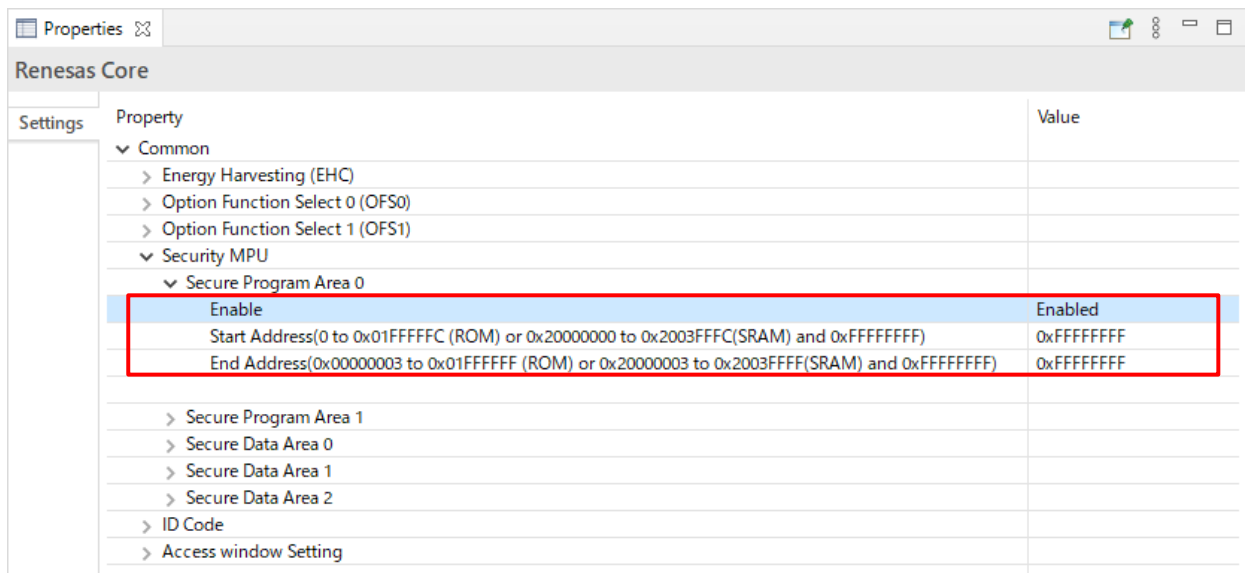 Properties
Renesas Core
Settings
Property Value
Common
Energy Harvesting (EHC)
Option Function Select 0 (OFS0)
Option Function Select 1 (OFS1)
Security MPU
Secure Program Area 0
Enable Enabled
Start Address(0 to 0x01FFFFFC (ROM) or 0x20000000 to 0x2003FFFC(SRAM) and 0xFFFFFFFF) 0xFFFFFFFF
End Address(0x00000003 to 0x01FFFFFF (ROM) or 0x20000003 to 0x2003FFFF(SRAM) and 0xFFFFFFFF) 0xFFFFFFFF
Secure Program Area 1
Secure Data Area 0
Secure Data Area 1
Secure Data Area 2
ID Code
Access window Setting